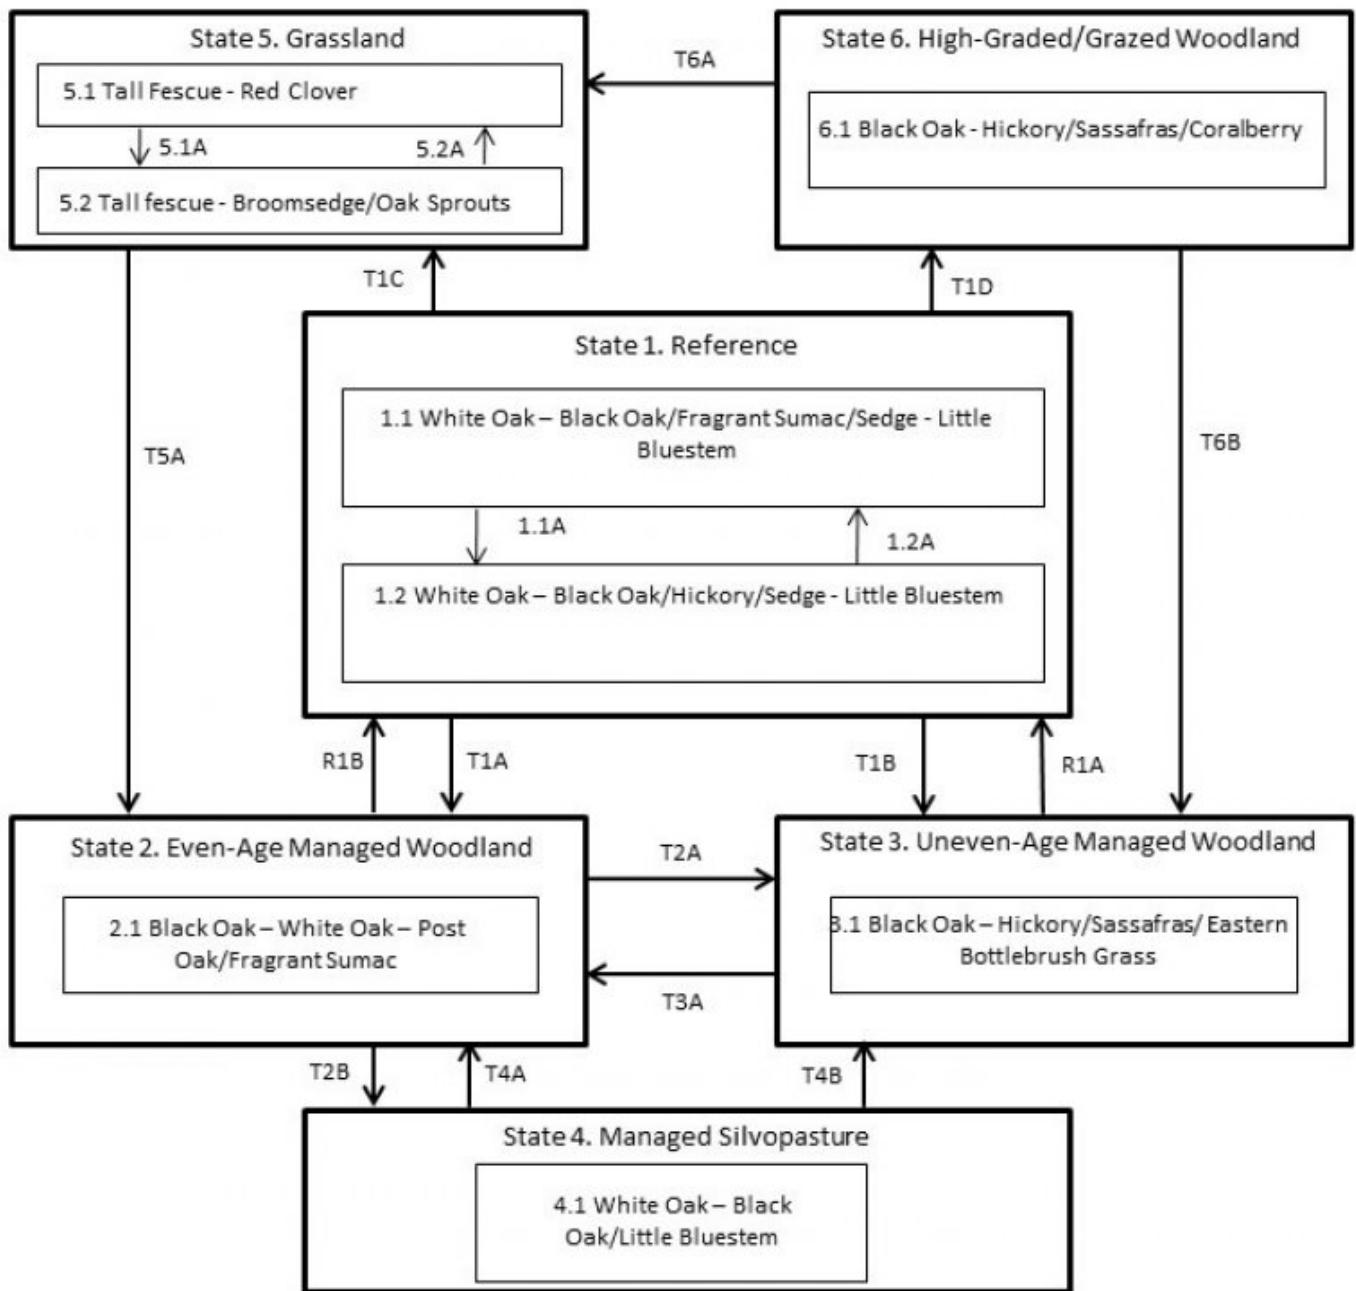 State 5. Grassland
5.1 Tall Fescue - Red Clover
5.1A
5.2A
5.2 Tall fescue - Broomsedge/Oak Sprouts
T6A
State 6. High-Graded/Grazed Woodland
6.1 Black Oak - Hickory/Sassafras/Coralberry
T1C
T1D
State 1. Reference
1.1 White Oak – Black Oak/Fragrant Sumac/Sedge - Little
Bluestem
1.1A
1.2A
1.2 White Oak – Black Oak/Hickory/Sedge - Little Bluestem
T5A
T6B
R1B
T1A
T1B
R1A
State 2. Even-Age Managed Woodland
2.1 Black Oak – White Oak – Post
Oak/Fragrant Sumac
T2A
T3A
State 3. Uneven-Age Managed Woodland
3.1 Black Oak – Hickory/Sassafras/ Eastern
Bottlebrush Grass
T2B
T4A
T4B
State 4. Managed Silvopasture
4.1 White Oak – Black
Oak/Little Bluestem